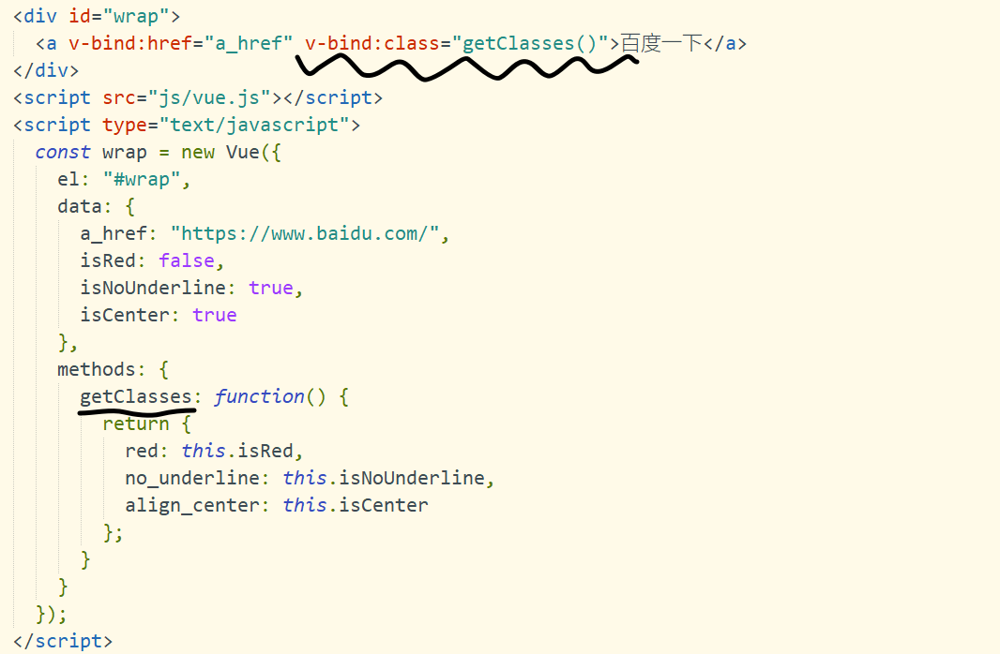 <div id="wrap">
<a v-bind:href="a_href" v-bind:class="getClasses()">百度一下</a>
</div>
<script src="js/vue.js"></script>
<script type="text/javascript">
const wrap = new Vue({
el: "#wrap",
data: {
a_href: "https://www.baidu.com/",
isRed: false,
isNoUnderline: true,
isCenter: true
},
methods: {
getClasses: function() {
return {
red: this.isRed,
no_underline: this.isNoUnderline,
align_center: this.isCenter
};
}
}
});
</script>